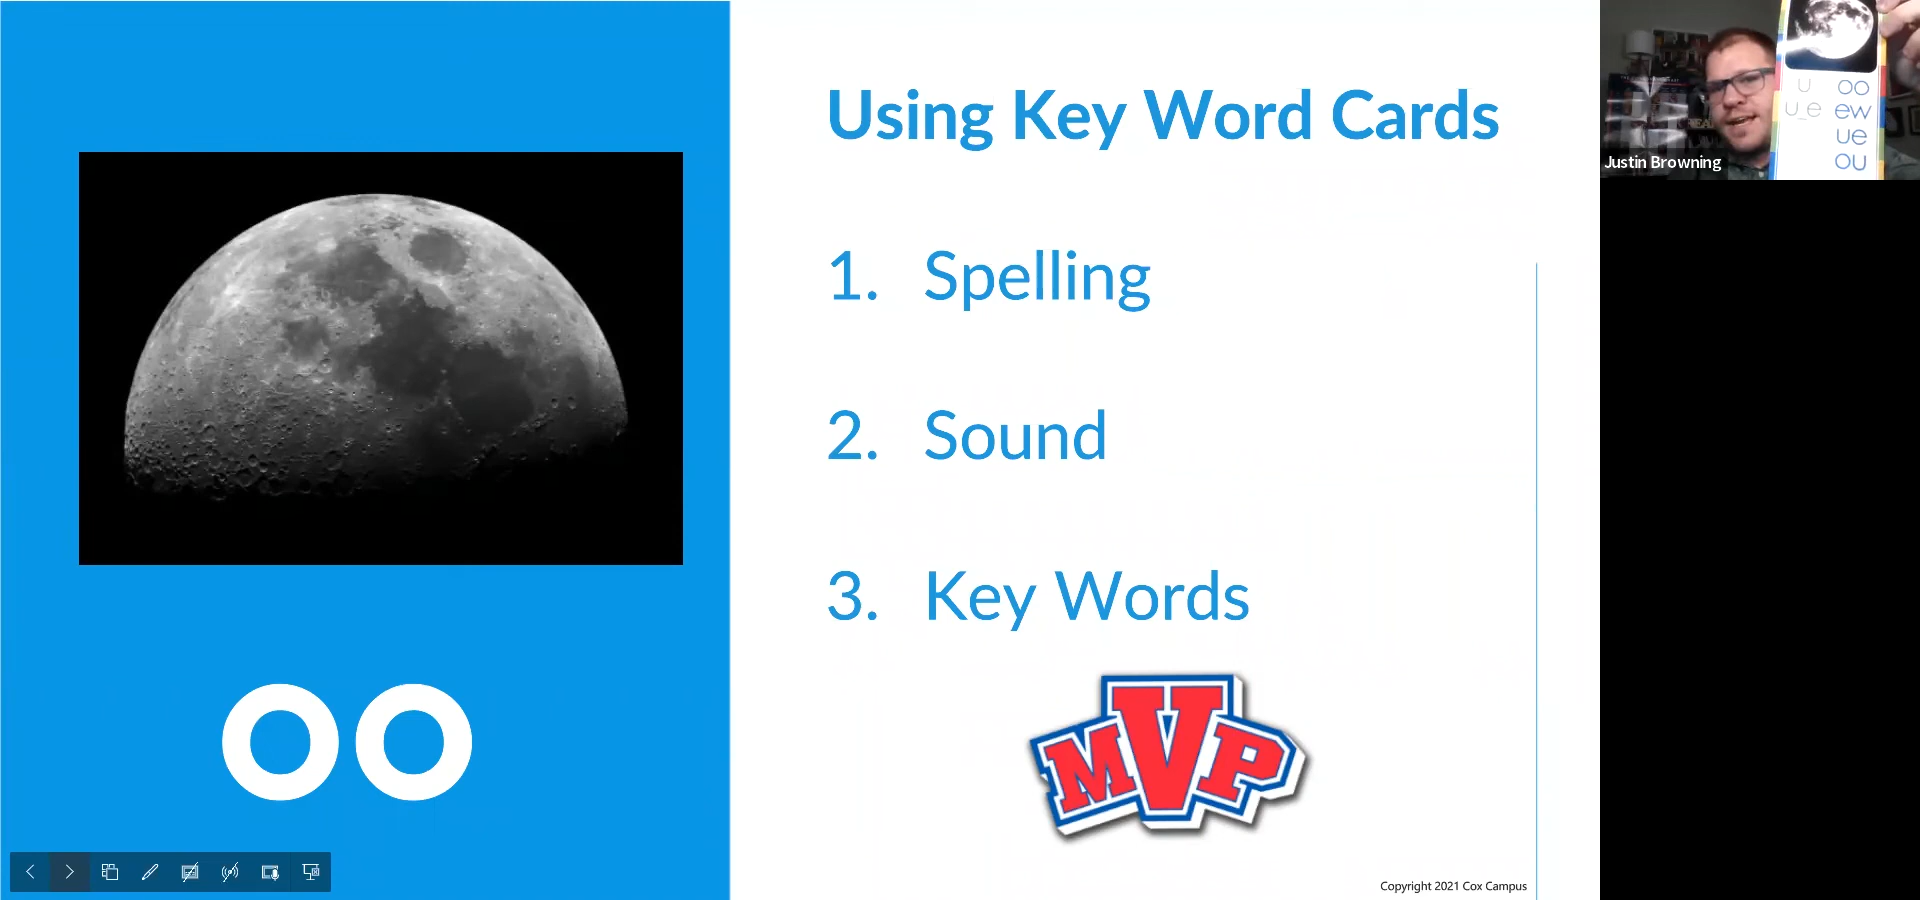 Using Key Word Cards
1. Spelling
2. Sound
3. Key Words
MVP
oo
Copyright 2021 Cox Campus
u oo
u_e ew
ue
ou
Justin Browning